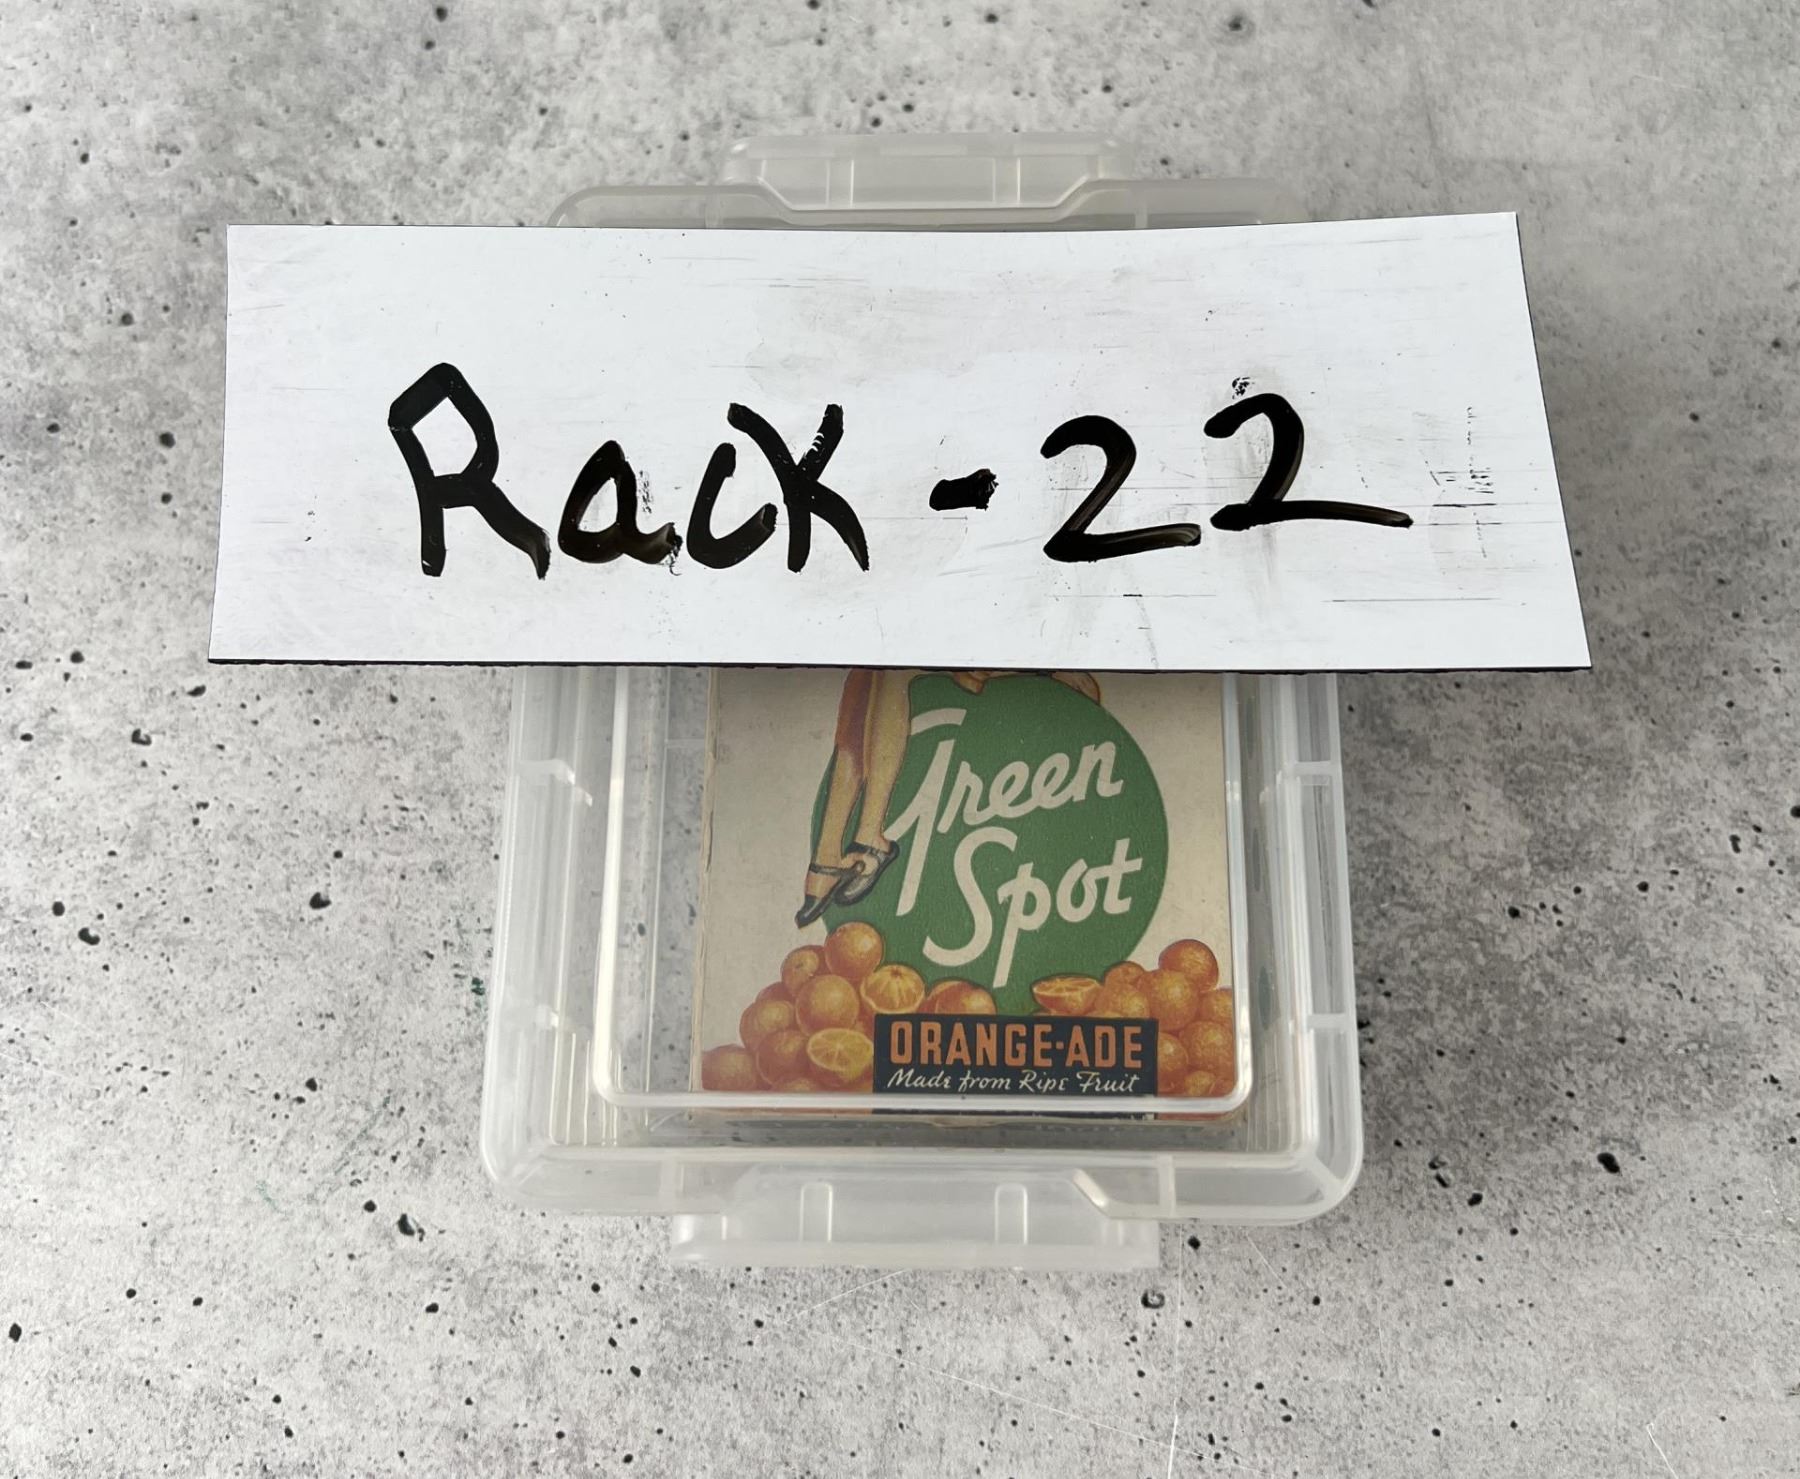 Rack - 22
Green
Spot
ORANGE-ADE
Made from Ripe Fruit